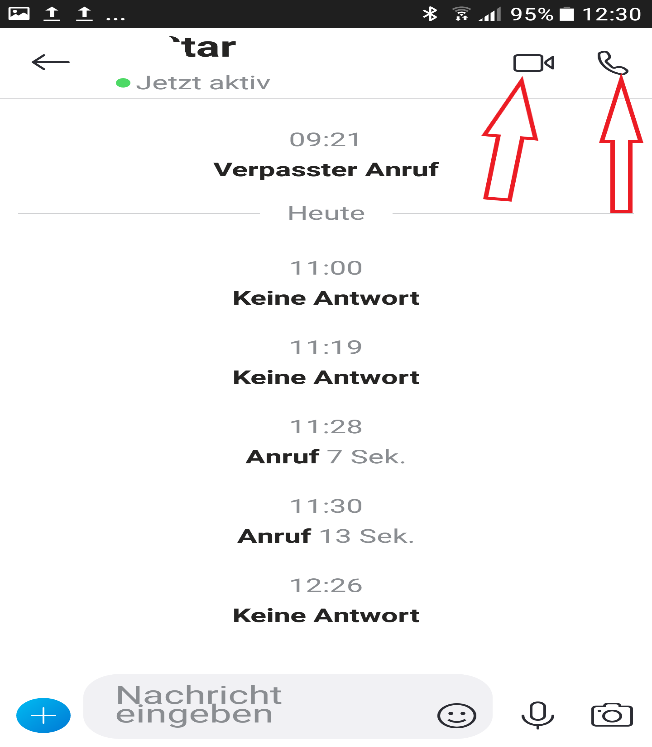 ... 95% 12:30
tar
Jetzt aktiv
09:21
Verpasster Anruf
Heute
11:00
Keine Antwort
11:19
Keine Antwort
11:28
Anruf 7 Sek.
11:30
Anruf 13 Sek.
12:26
Keine Antwort
Nachricht
eingeben